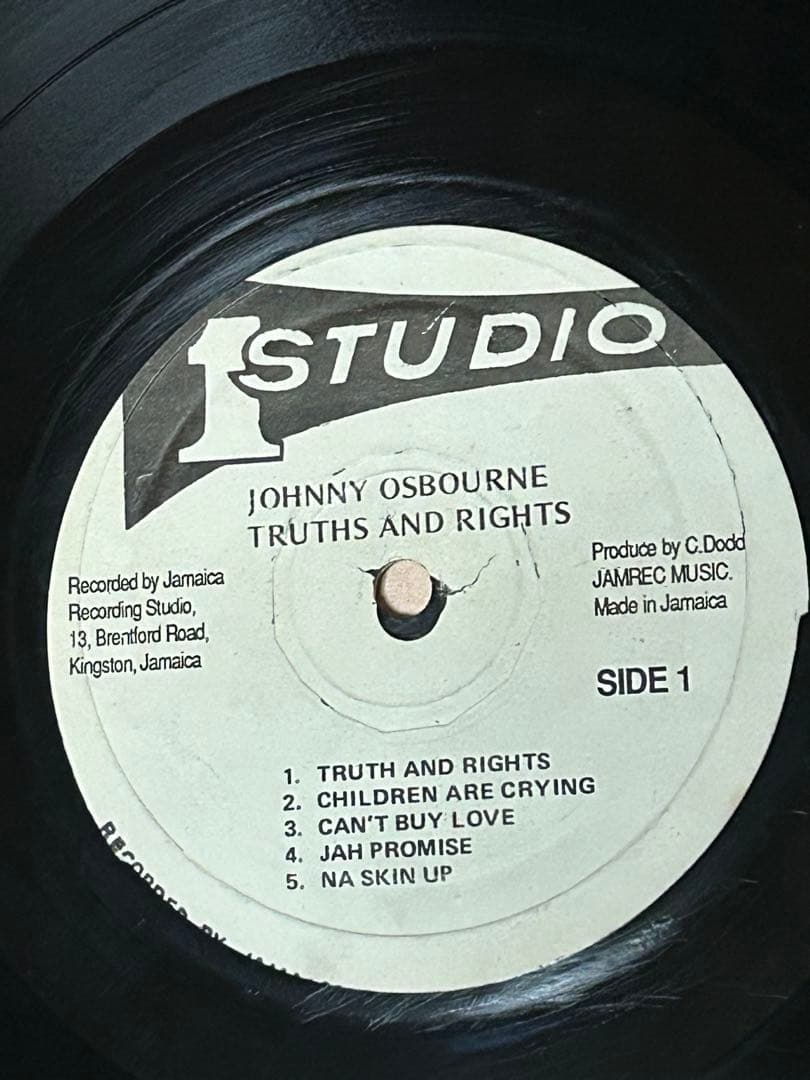 1 STUDIO
JOHNNY OSBOURNE
TRUTHS AND RIGHTS
Recorded by Jamaica
Recording Studio,
13, Brentford Road,
Kingston, Jamaica
Produce by C.Dodd
JAMREC MUSIC.
Made in Jamaica
SIDE 1
1. TRUTH AND RIGHTS
2. CHILDREN ARE CRYING
3. CAN'T BUY LOVE
4. JAH PROMISE
5. NA SKIN UP
RECORDED BY